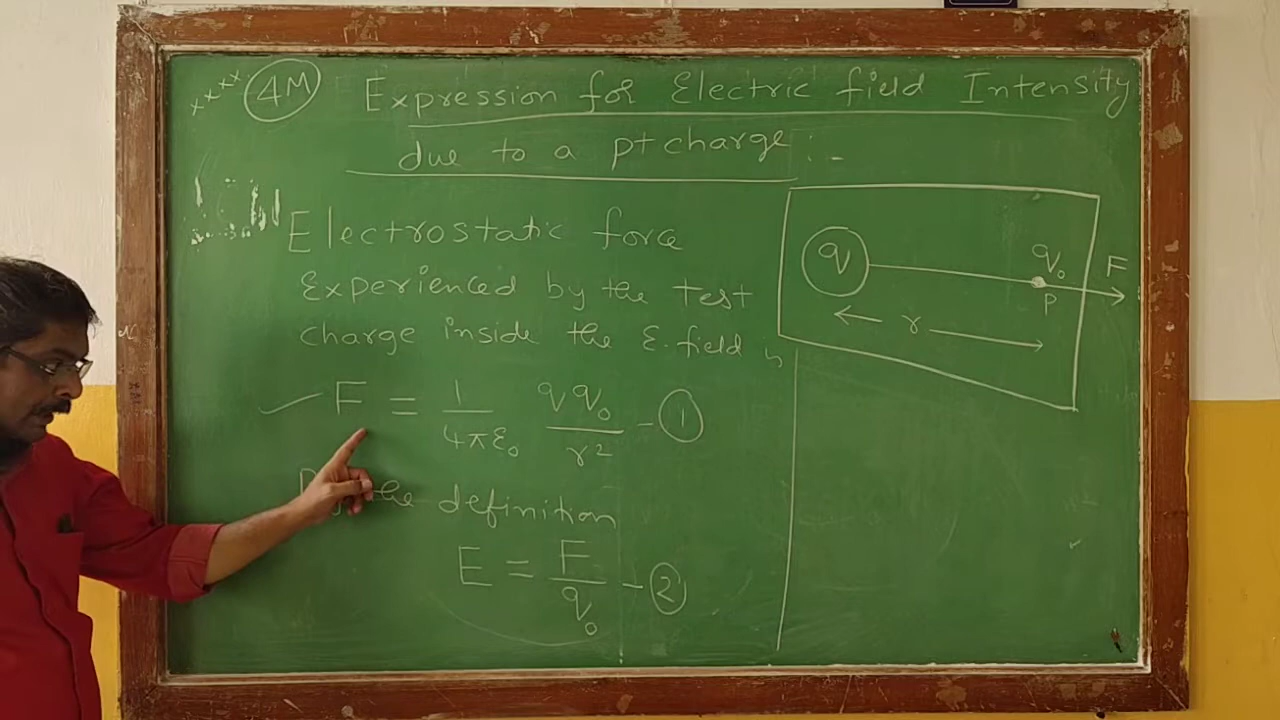 xxx 4M Expression for Electric field Intensity
due to a pt charge :-
Electrostatic force
Experienced by the test
charge inside the E. field,
F = 1/4πε₀ qq₀/r² - ①
the definition
E = F/q₀ - ②
q q₀ F
P
r